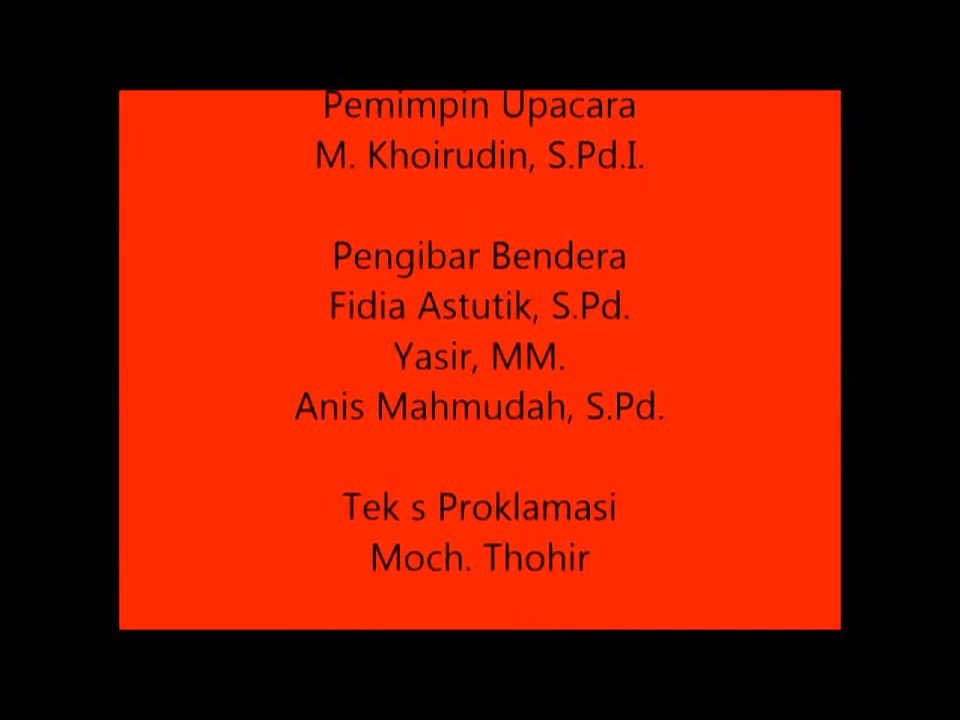 Pemimpin Upacara
M. Khoirudin, S.Pd.I.
Pengibar Bendera
Fidia Astutik, S.Pd.
Yasir, MM.
Anis Mahmudah, S.Pd.
Tek s Proklamasi
Moch. Thohir